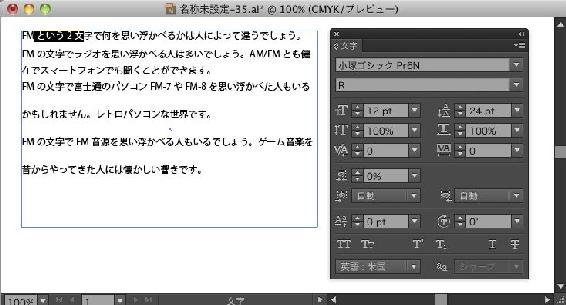 名称未設定-35.ai* @ 100% (CMYK/プレビュー)
FMという2文字で何を思い浮かべるかは人によって違うでしょう。
FMの文字でラジオを思い浮かべる人は多いでしょう。AM/FMとも健
在でスマートフォンでも聞くことができます。
FMの文字で富士通のパソコンFM-7やFM-8を思い浮かべた人もいる
かもしれません。レトロパソコンな世界です。
FMの文字でFM音源を思い浮かべる人もいるでしょう。ゲーム音楽を
昔からやってきた人には懐かしい響きです。
文字
小塚ゴシック Pr6N
R
12 pt
24 pt
100%
100%
0
0
0%
自動
自動
0 pt
0°
英語：米国
シャープ
100%
1
文字